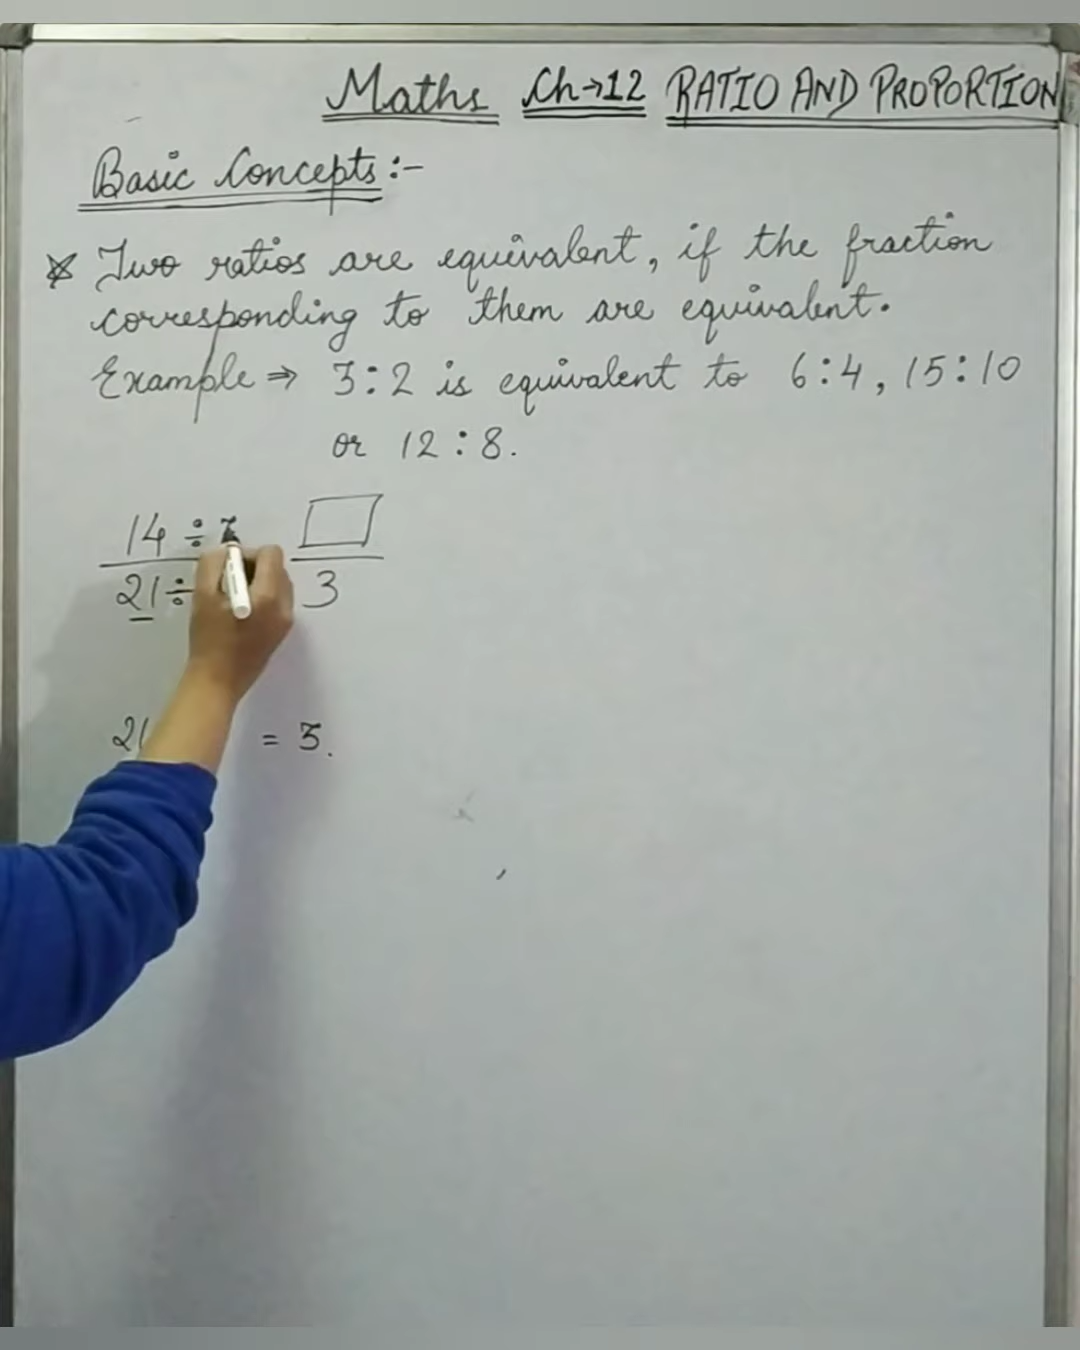 Maths Ch→12 RATIO AND PROPORTION
Basic Concepts:-
* Two ratios are equivalent, if the fraction
corresponding to them are equivalent.
Example ⇒ 3:2 is equivalent to 6:4, 15:10
or 12:8.
14 ÷ □
21 ÷ 3
21 = 3.